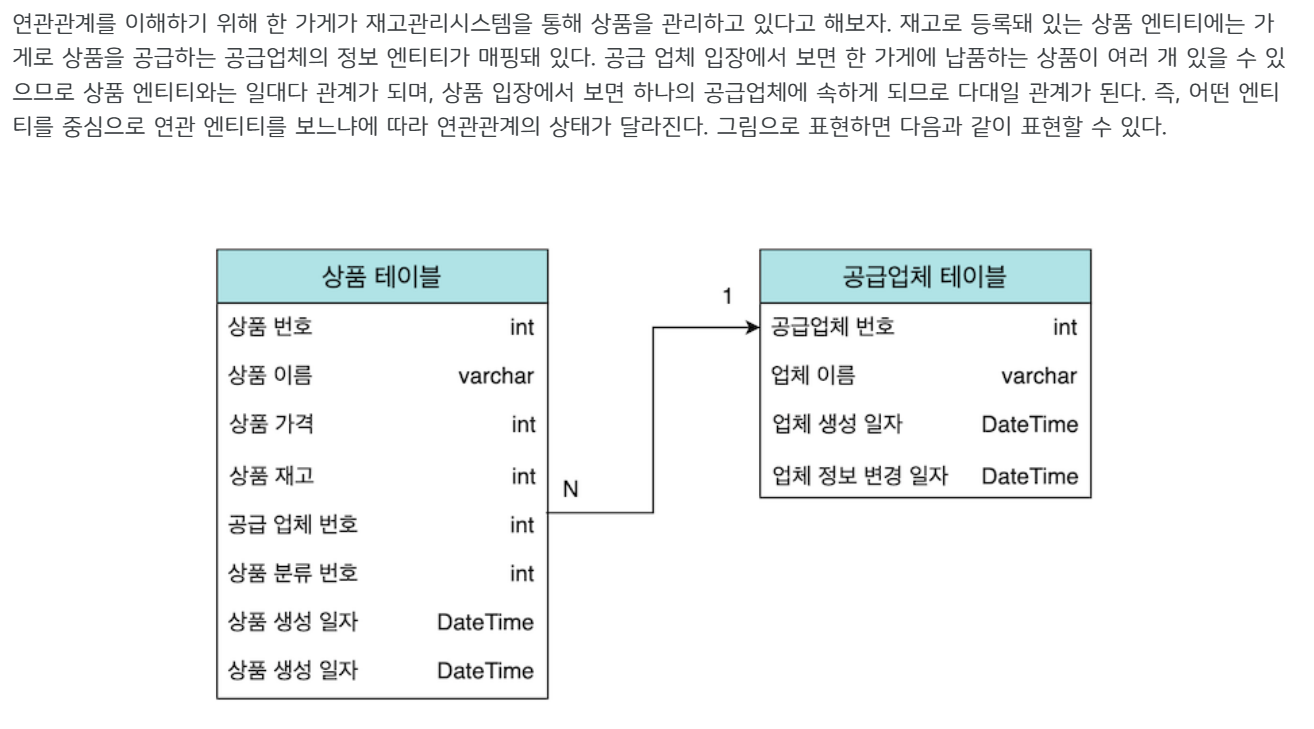 연관관계를 이해하기 위해 한 가게가 재고관리시스템을 통해 상품을 관리하고 있다고 해보자. 재고로 등록돼 있는 상품 엔티티에는 가
게로 상품을 공급하는 공급업체의 정보 엔티티가 매핑돼 있다. 공급 업체 입장에서 보면 한 가게에 납품하는 상품이 여러 개 있을 수 있
으므로 상품 엔티티와는 일대다 관계가 되며, 상품 입장에서 보면 하나의 공급업체에 속하게 되므로 다대일 관계가 된다. 즉, 어떤 엔티
티를 중심으로 연관 엔티티를 보느냐에 따라 연관관계의 상태가 달라진다. 그림으로 표현하면 다음과 같이 표현할 수 있다.
상품 테이블
상품 번호 int
상품 이름 varchar
상품 가격 int
상품 재고 int
공급 업체 번호 int
상품 분류 번호 int
상품 생성 일자 DateTime
상품 생성 일자 DateTime
N
1
공급업체 테이블
공급업체 번호 int
업체 이름 varchar
업체 생성 일자 DateTime
업체 정보 변경 일자 DateTime